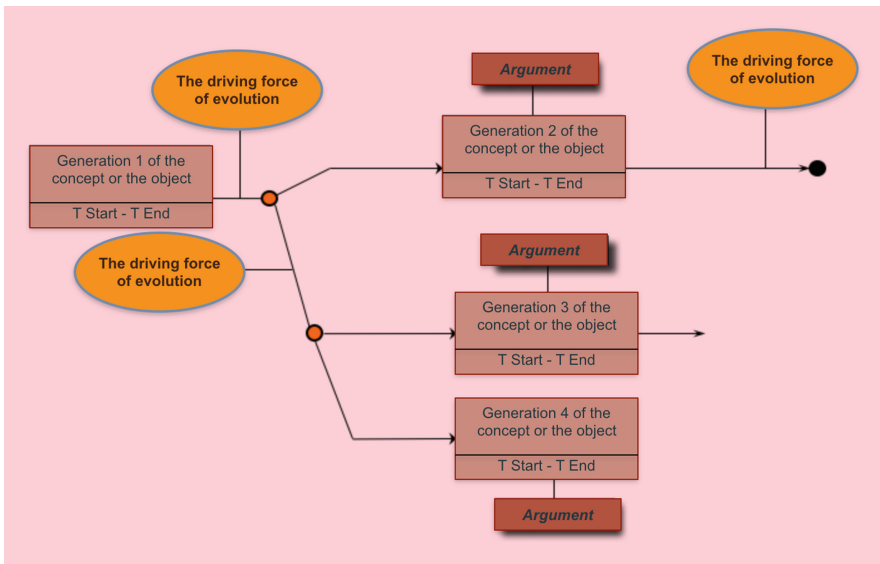 The driving force
of evolution
Argument
The driving force
of evolution
Generation 1 of the
concept or the object
T Start - T End
Generation 2 of the
concept or the object
T Start - T End
The driving force
of evolution
Argument
Generation 3 of the
concept or the object
T Start - T End
Generation 4 of the
concept or the object
T Start - T End
Argument